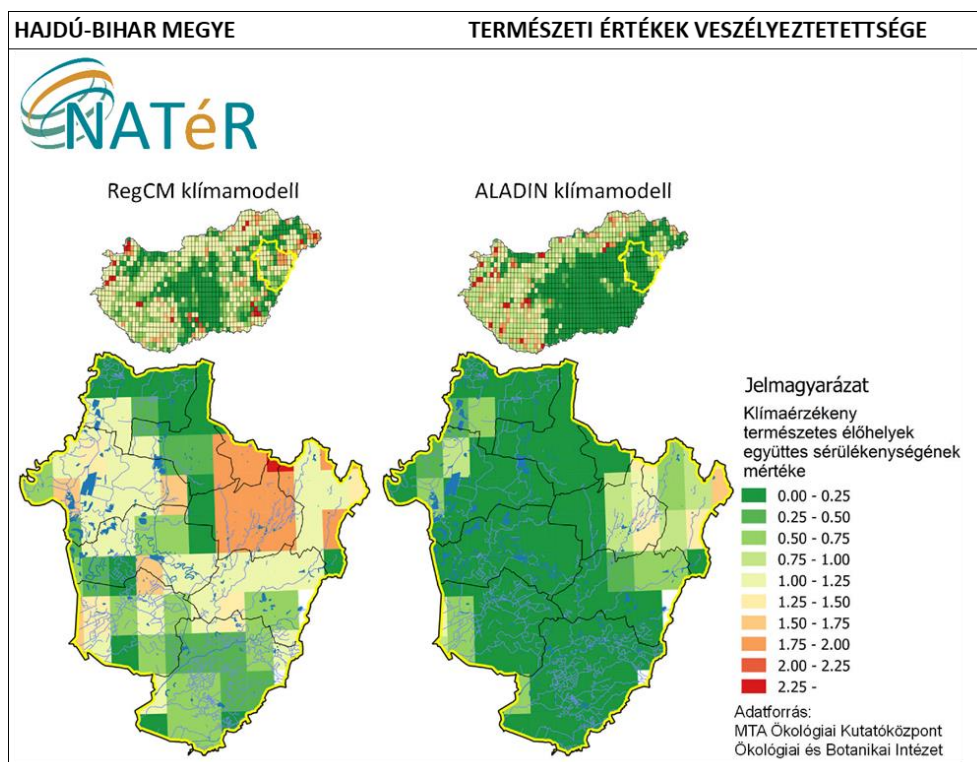 HAJDÚ-BIHAR MEGYE
TERMÉSZETI ÉRTÉKEK VESZÉLYEZTETETTSÉGE
NATéR
RegCM klímamodell
ALADIN klímamodell
Jelmagyarázat
Klímaérzékeny
természetes élőhelyek
együttes sérülékenységének
mértéke
0.00 - 0.25
0.25 - 0.50
0.50 - 0.75
0.75 - 1.00
1.00 - 1.25
1.25 - 1.50
1.50 - 1.75
1.75 - 2.00
2.00 - 2.25
2.25 -
Adatforrás:
MTA Ökológiai Kutatóközpont
Ökológiai és Botanikai Intézet